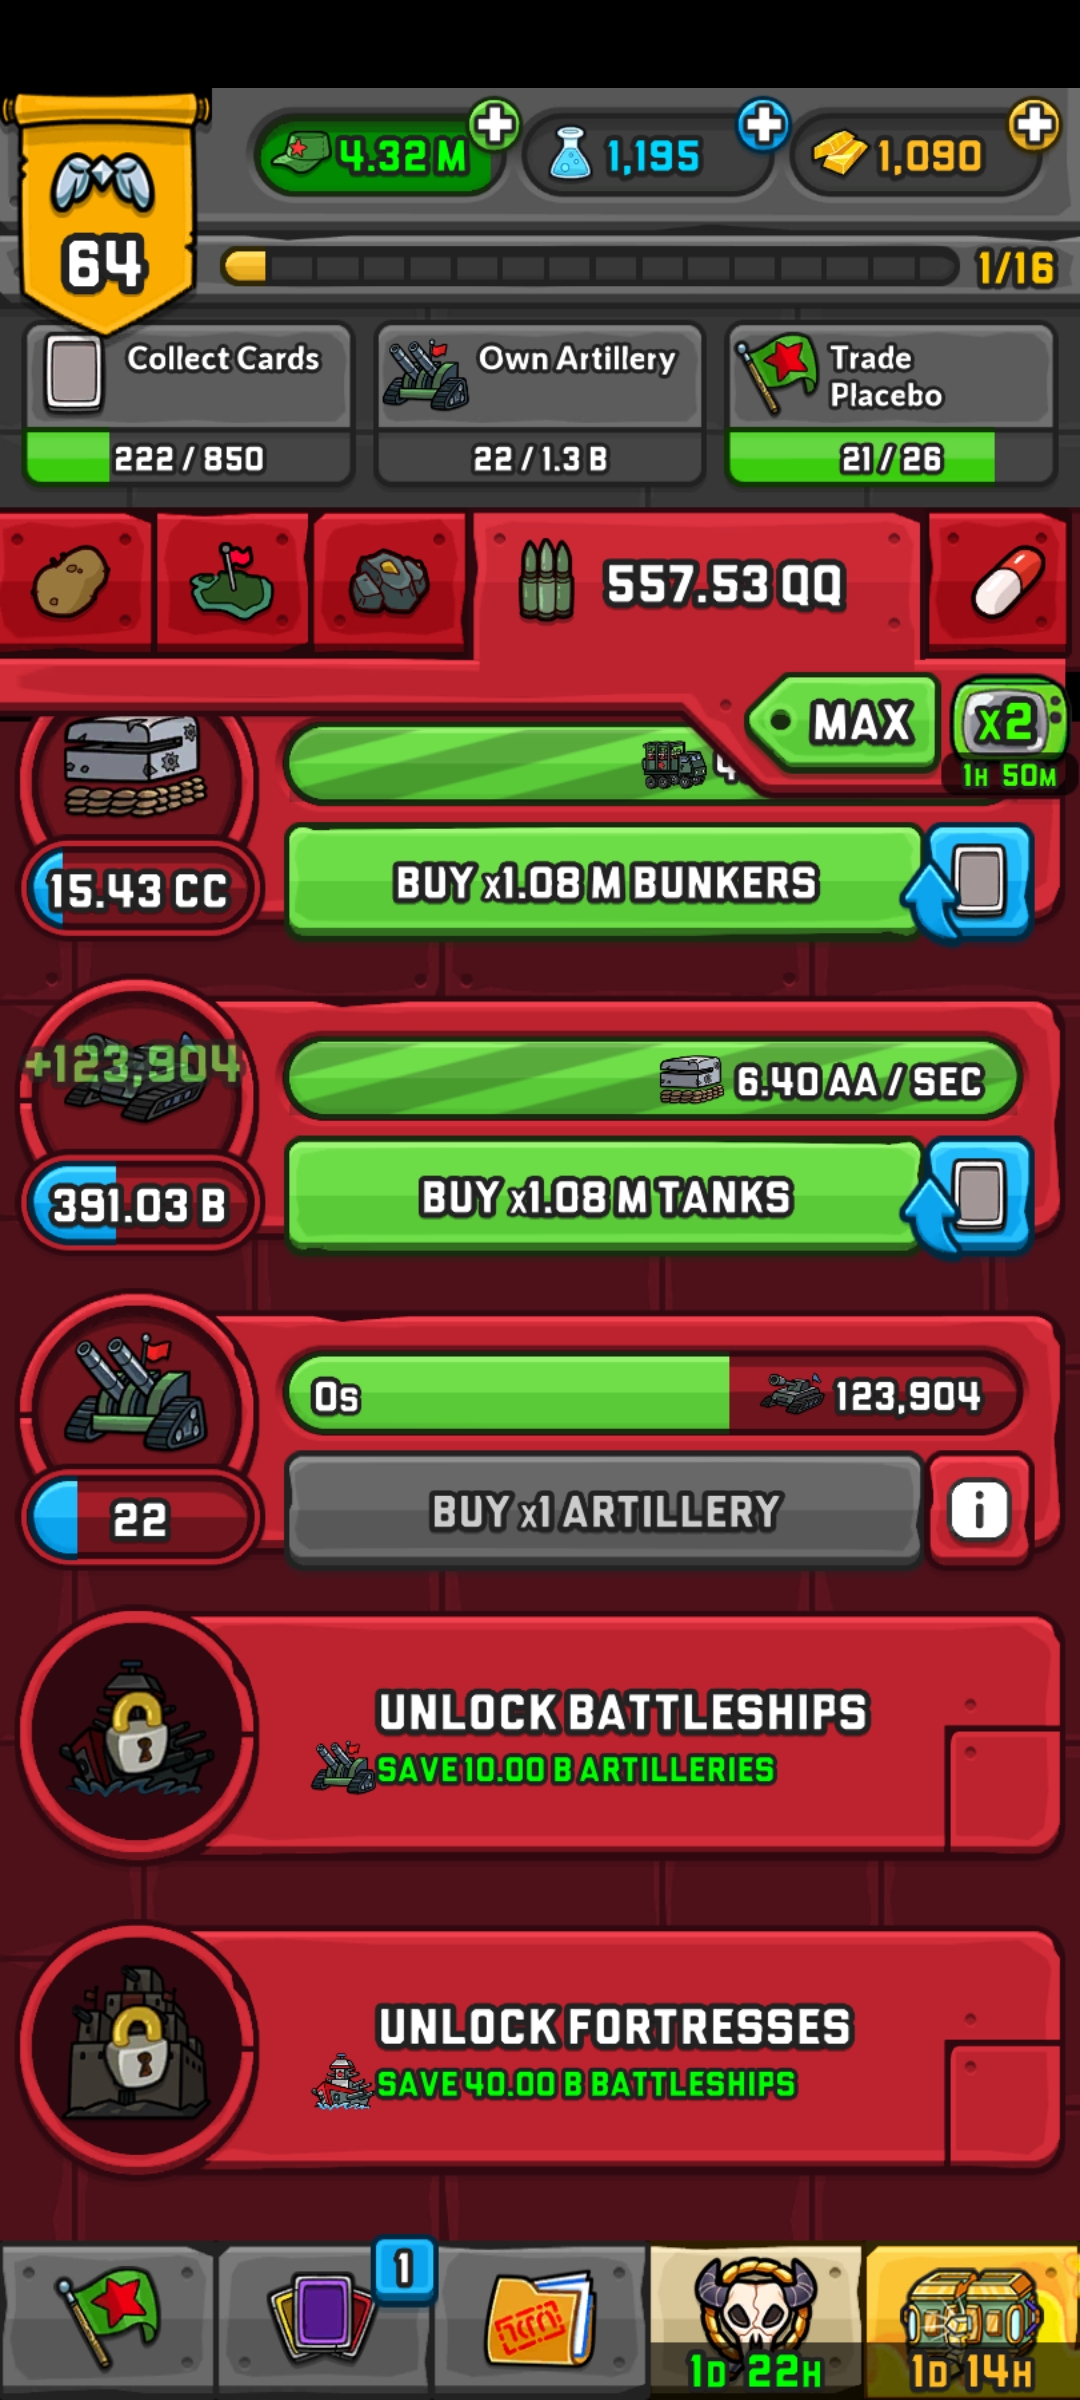 4.32 M
1,195
1,090
64
1/16
Collect Cards
Own Artillery
Trade
Placebo
222 / 850
22 / 1.3 B
21 / 26
557.53 QQ
MAX
x2
1H 50M
15.43 CC
BUY x1.08 M BUNKERS
+123,904
6.40 AA / SEC
391.03 B
BUY x1.08 M TANKS
0s
123,904
22
BUY x1 ARTILLERY
i
UNLOCK BATTLESHIPS
SAVE 10.00 B ARTILLERIES
UNLOCK FORTRESSES
SAVE 40.00 B BATTLESHIPS
1
1D 22H
1D 14H